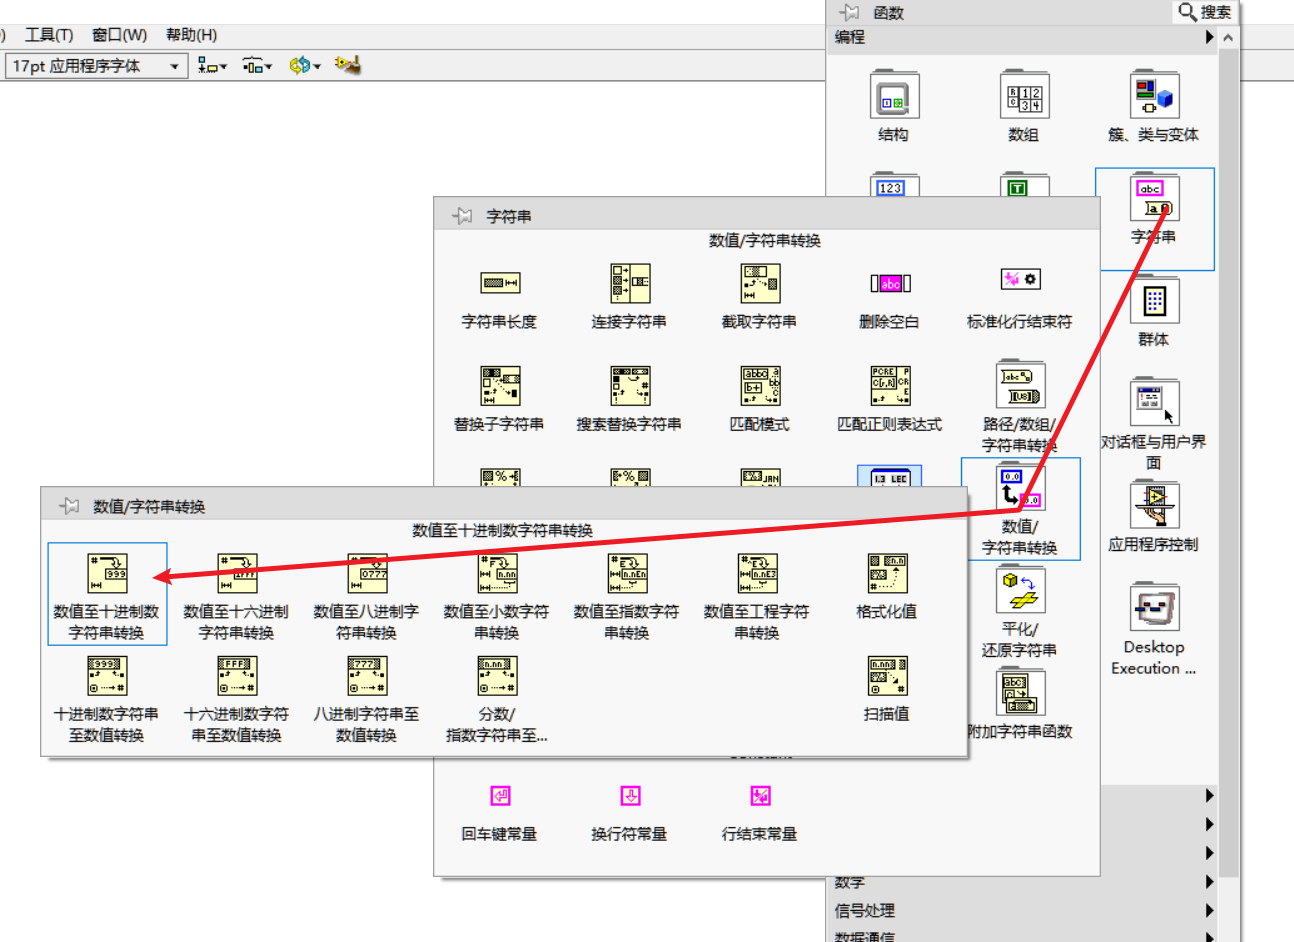 函数
搜索
工具(T) 窗口(W) 帮助(H)
编程
17pt 应用程序字体
结构
数组
簇、类与变体
123
abc
字符串
群体
对话框与用户界
面
应用程序控制
Desktop
Execution ...
字符串
数值/字符串转换
字符串长度
连接字符串
截取字符串
删除空白
标准化行结束符
替换子字符串
搜索替换字符串
匹配模式
匹配正则表达式
路径/数组/
字符串转换
数值/
字符串转换
平化/
还原字符串
附加字符串函数
数值/字符串转换
数值至十进制数字符串转换
数值至十进制数
字符串转换
数值至十六进制
字符串转换
数值至八进制字
符串转换
数值至小数字符
串转换
数值至指数字符
串转换
数值至工程字符
串转换
格式化值
十进制数字符串
至数值转换
十六进制数字符
串至数值转换
八进制字符串至
数值转换
分数/
指数字符串至...
扫描值
回车键常量
换行符常量
行结束常量
数学
信号处理
数据通信